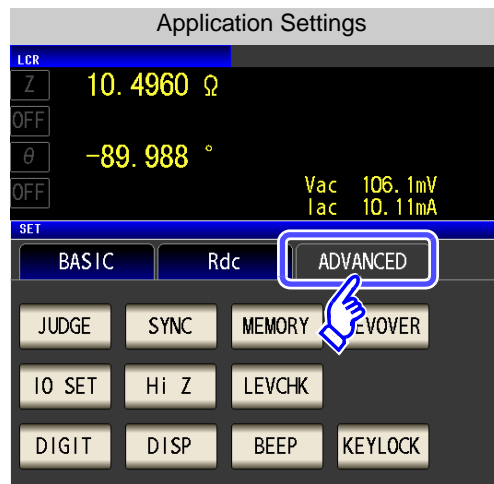 Application Settings
LCR
Z 10.4960 Ω
OFF
θ -89.988 °
OFF
Vac 106.1mV
Iac 10.11mA
SET
BASIC Rdc ADVANCED
JUDGE SYNC MEMORY EVOVER
IO SET Hi Z LEVCHK
DIGIT DISP BEEP KEYLOCK